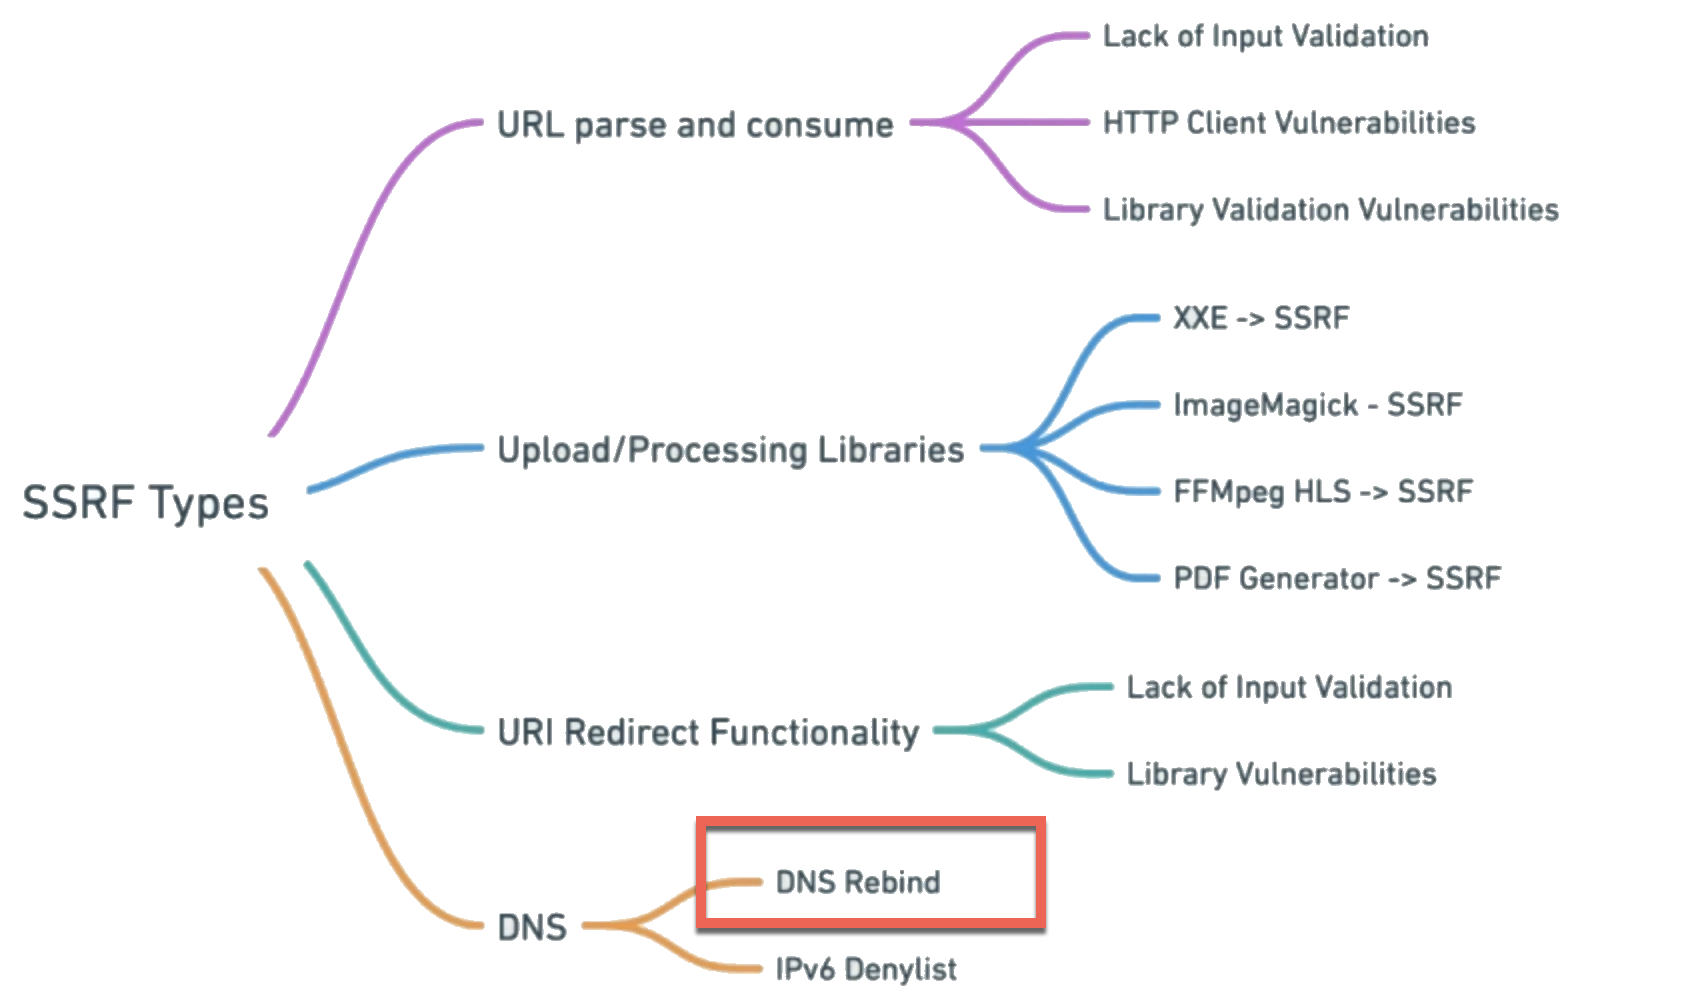 SSRF Types
URL parse and consume
Lack of Input Validation
HTTP Client Vulnerabilities
Library Validation Vulnerabilities
Upload/Processing Libraries
XXE -> SSRF
ImageMagick - SSRF
FFMpeg HLS -> SSRF
PDF Generator -> SSRF
URI Redirect Functionality
Lack of Input Validation
Library Vulnerabilities
DNS
DNS Rebind
IPv6 Denylist